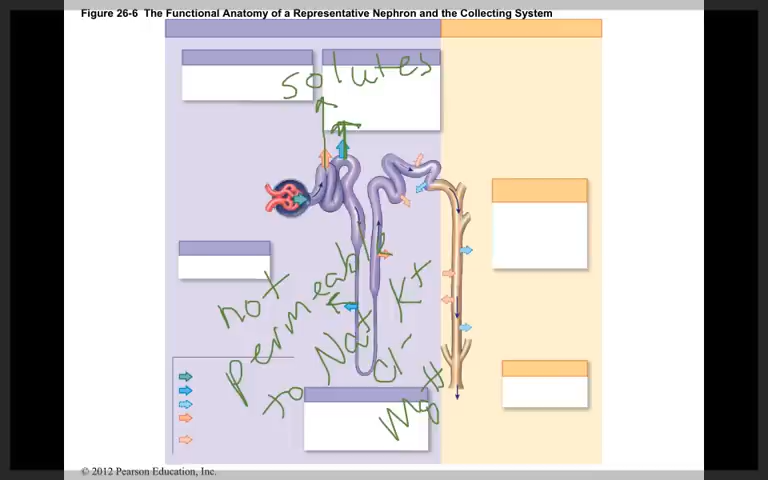 Figure 26-6 The Functional Anatomy of a Representative Nephron and the Collecting System
solutes
not
permeable
to Na+ K+
Cl-
Mg++
© 2012 Pearson Education, Inc.